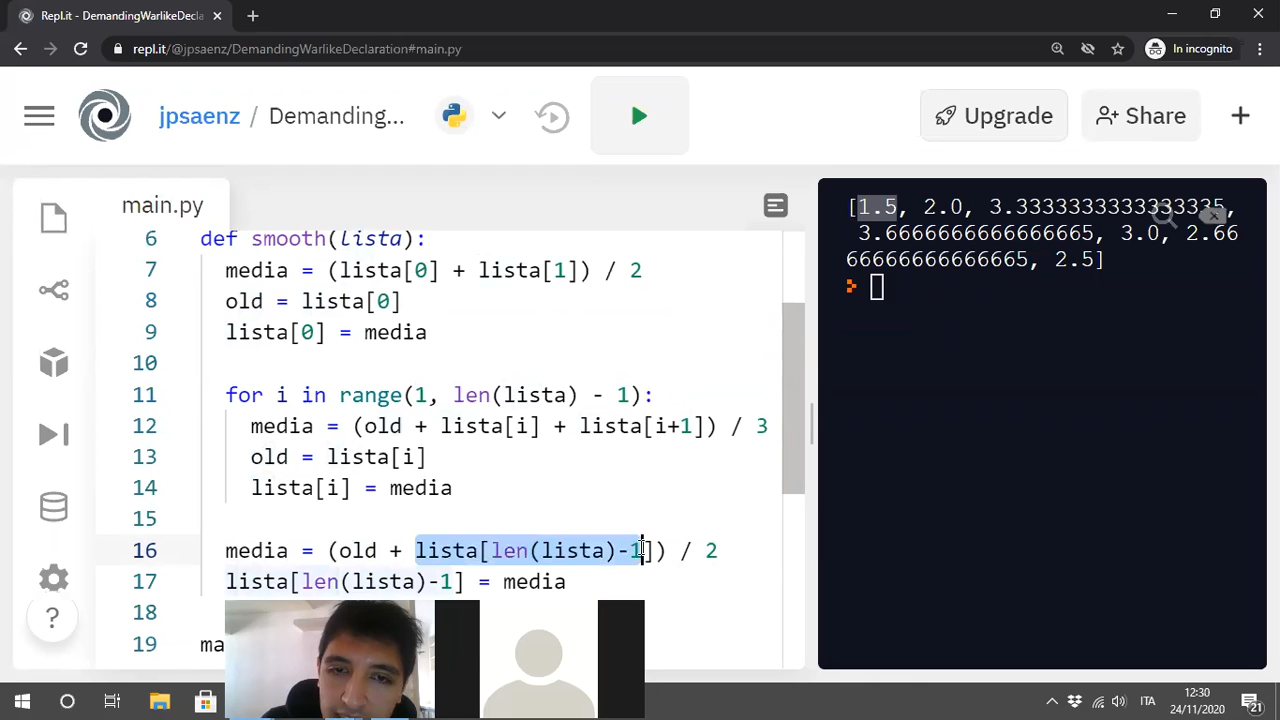 Repl.it - DemandingWarlikeDeclaration
repl.it/@jpsaenz/DemandingWarlikeDeclaration#main.py
In incognito
jpsaenz / Demanding...
Upgrade
Share
main.py
6 def smooth(lista):
7 media = (lista[0] + lista[1]) / 2
8 old = lista[0]
9 lista[0] = media
10
11 for i in range(1, len(lista) - 1):
12 media = (old + lista[i] + lista[i+1]) / 3
13 old = lista[i]
14 lista[i] = media
15
16 media = (old + lista[len(lista)-1]) / 2
17 lista[len(lista)-1] = media
18
19 ma
[1.5, 2.0, 3.3333333333333335,
3.6666666666666665, 3.0, 2.66
66666666666665, 2.5]
?
ITA
12:30
24/11/2020
21